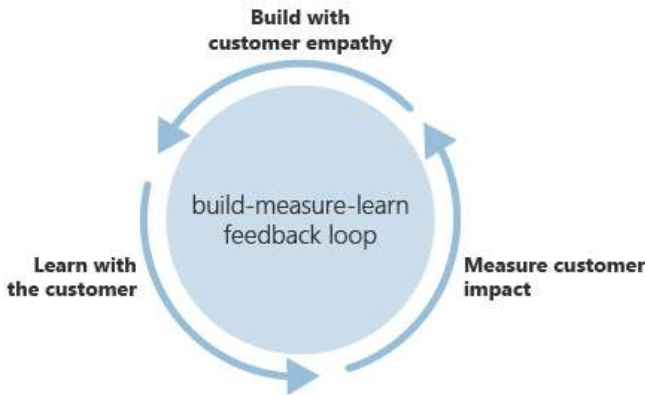 Build with
customer empathy
build-measure-learn
feedback loop
Learn with
the customer
Measure customer
impact